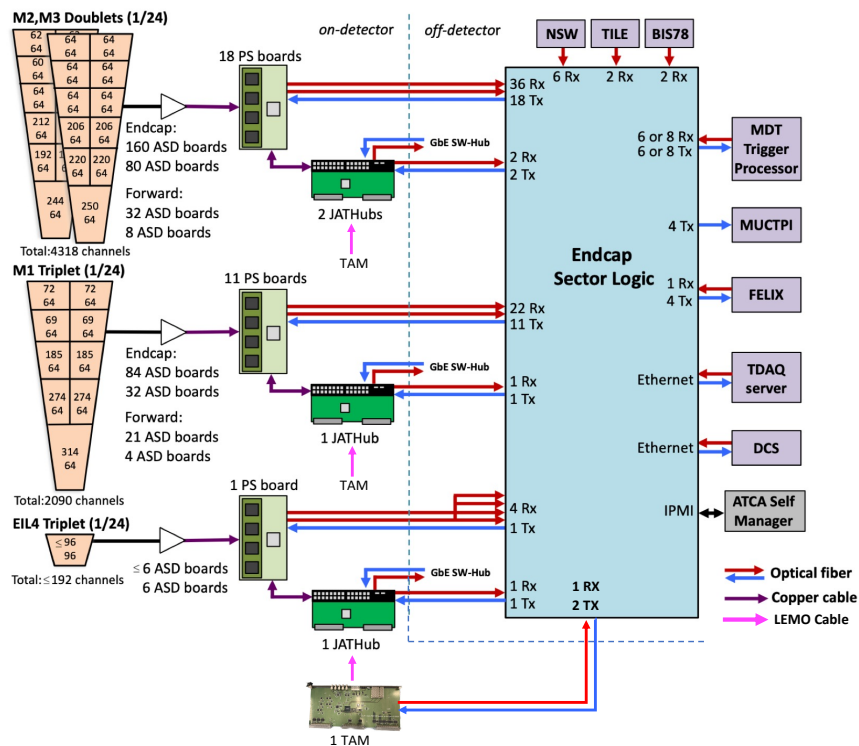 M2,M3 Doublets (1/24)
62
64
60
64
64
64
212
64
192
64
244
64
64
64
64
64
64
64
64
64
64
64
64
64
206
64
206
64
220
64
220
64
250
64
Total:4318 channels
Endcap:
160 ASD boards
80 ASD boards
Forward:
32 ASD boards
8 ASD boards
18 PS boards
on-detector
off-detector
GbE SW-Hub
2 JATHubs
TAM
M1 Triplet (1/24)
72
64
72
64
69
64
69
64
185
64
185
64
274
64
274
64
314
64
Total:2090 channels
Endcap:
84 ASD boards
32 ASD boards
Forward:
21 ASD boards
4 ASD boards
11 PS boards
GbE SW-Hub
1 JATHub
TAM
EIL4 Triplet (1/24)
≤ 96
96
Total:≤192 channels
≤ 6 ASD boards
6 ASD boards
1 PS board
GbE SW-Hub
1 JATHub
1 TAM
NSW
TILE
BIS78
6 Rx
2 Rx
2 Rx
36 Rx
18 Tx
2 Rx
2 Tx
22 Rx
11 Tx
1 Rx
1 Tx
4 Rx
1 Tx
1 Rx
1 Tx
1 RX
2 TX
Endcap
Sector Logic
6 or 8 Rx
6 or 8 Tx
MDT
Trigger
Processor
4 Tx
MUCTPI
1 Rx
4 Tx
FELIX
Ethernet
TDAQ
server
Ethernet
DCS
IPMI
ATCA Self
Manager
Optical fiber
Copper cable
LEMO Cable